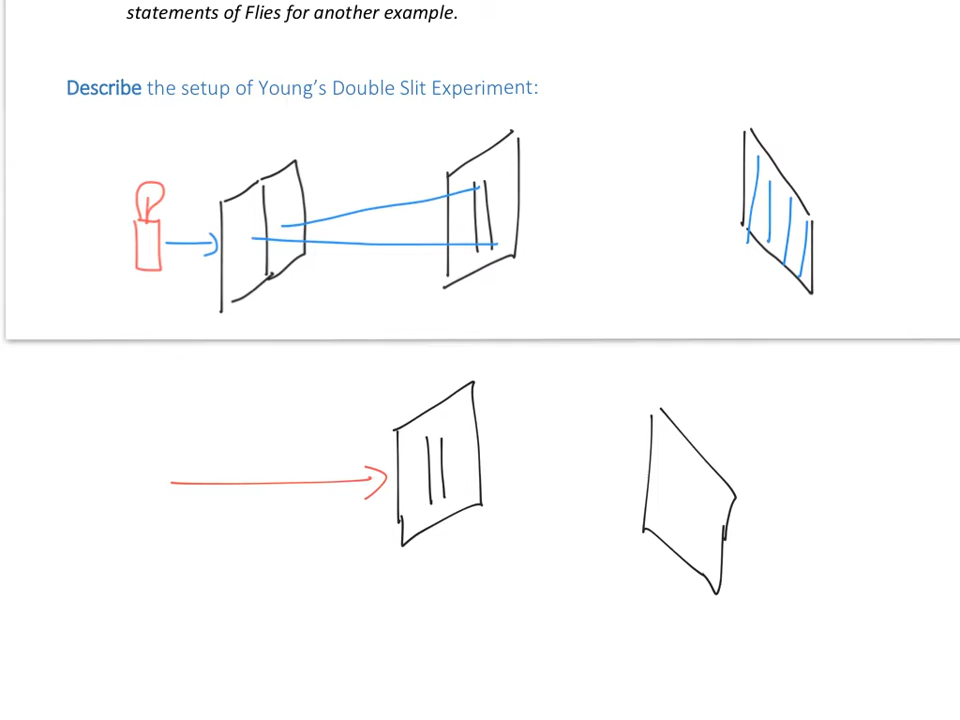 statements of Flies for another example.
Describe the setup of Young's Double Slit Experiment: